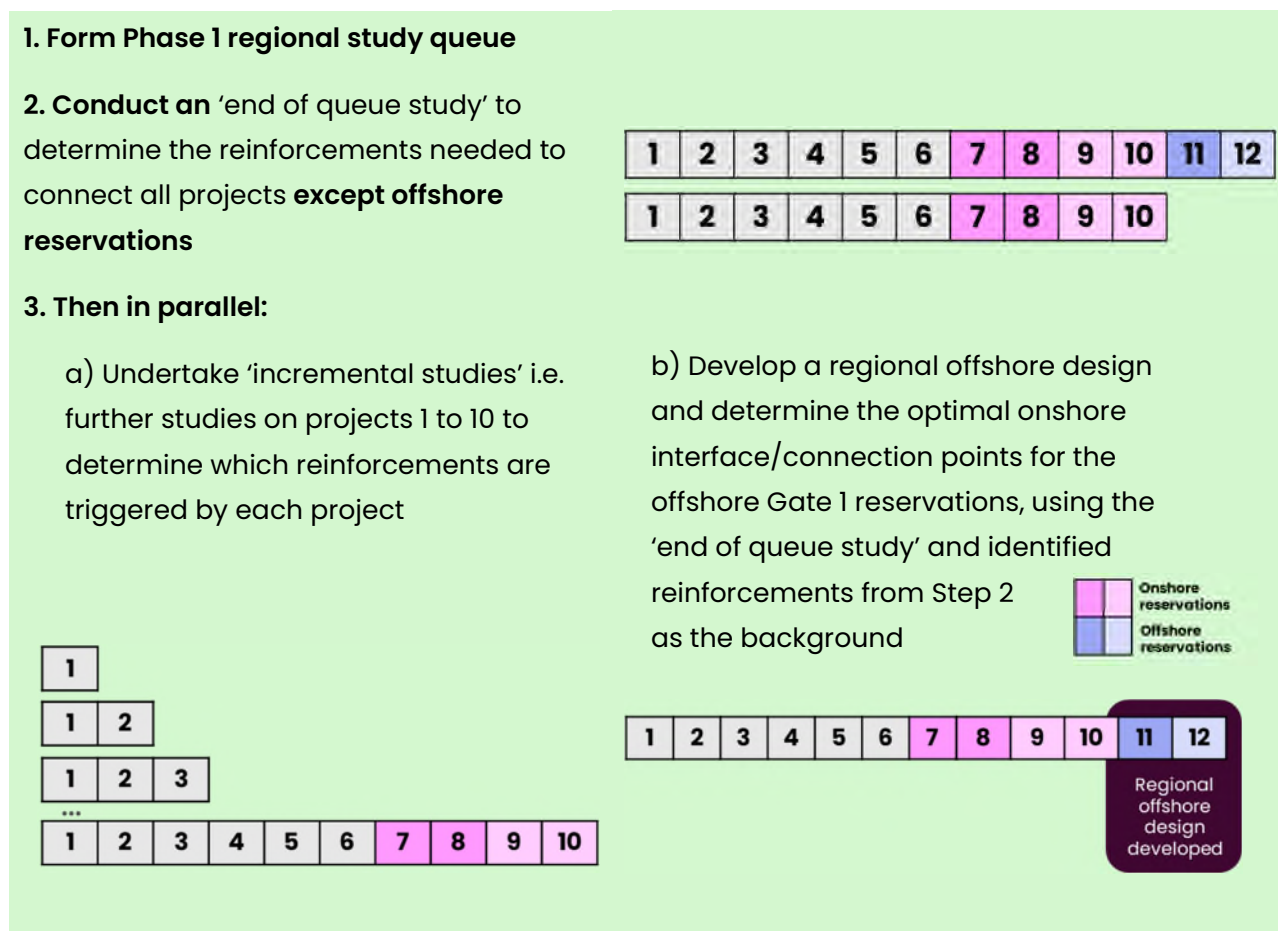 1. Form Phase 1 regional study queue
2. Conduct an ‘end of queue study’ to
determine the reinforcements needed to
connect all projects except offshore
reservations
1 2 3 4 5 6 7 8 9 10 11 12
1 2 3 4 5 6 7 8 9 10
3. Then in parallel:
a) Undertake ‘incremental studies’ i.e.
further studies on projects 1 to 10 to
determine which reinforcements are
triggered by each project
1
1 2
1 2 3
...
1 2 3 4 5 6 7 8 9 10
b) Develop a regional offshore design
and determine the optimal onshore
interface/connection points for the
offshore Gate 1 reservations, using the
‘end of queue study’ and identified
reinforcements from Step 2
as the background
Onshore
reservations
Offshore
reservations
1 2 3 4 5 6 7 8 9 10 11 12
Regional
offshore
design
developed